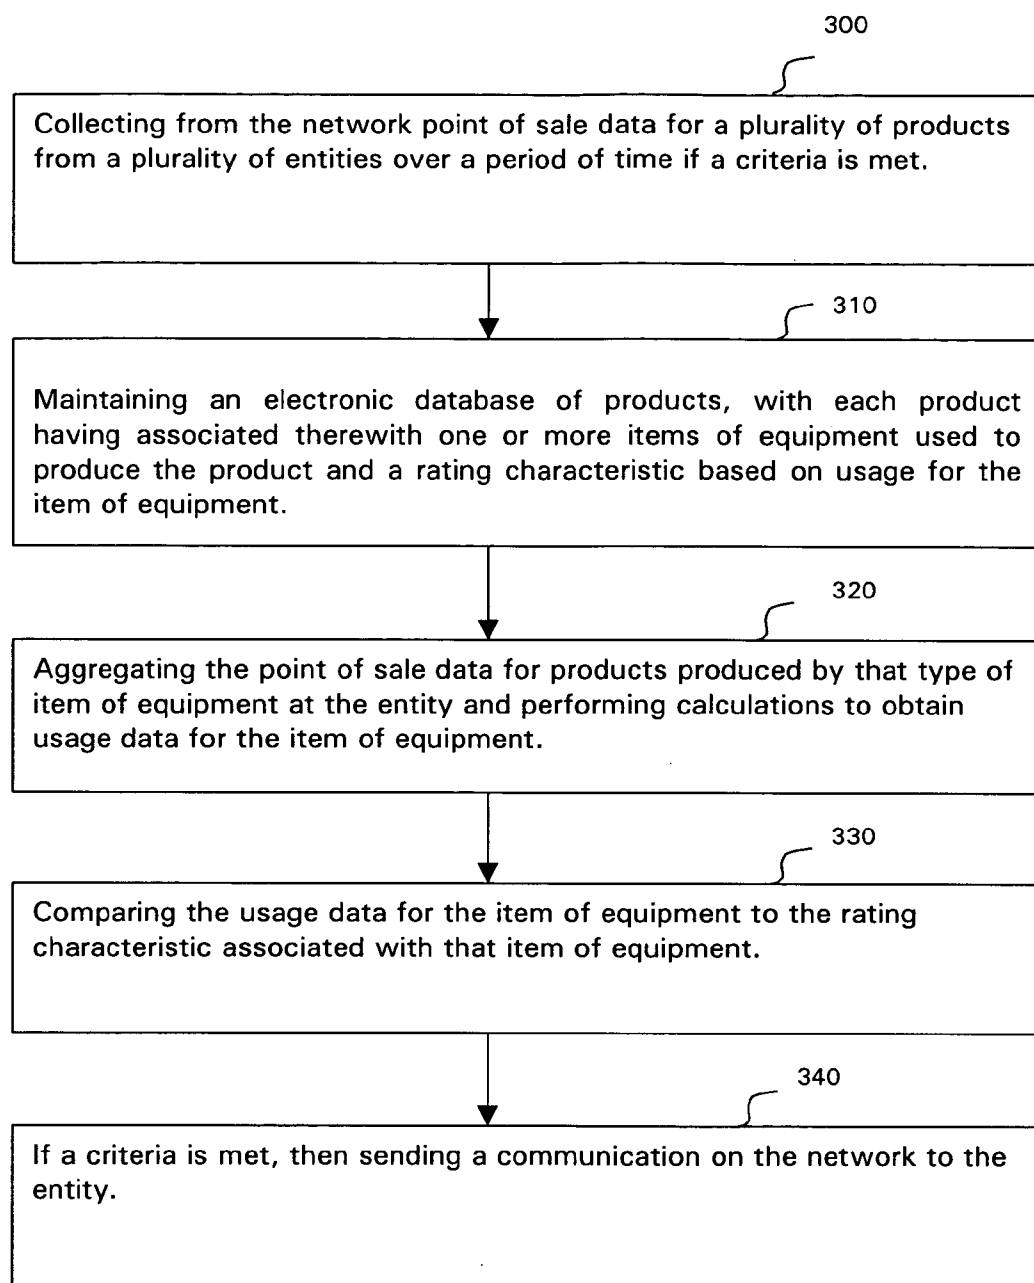 300
Collecting from the network point of sale data for a plurality of products
from a plurality of entities over a period of time if a criteria is met.
310
Maintaining an electronic database of products, with each product
having associated therewith one or more items of equipment used to
produce the product and a rating characteristic based on usage for the
item of equipment.
320
Aggregating the point of sale data for products produced by that type of
item of equipment at the entity and performing calculations to obtain
usage data for the item of equipment.
330
Comparing the usage data for the item of equipment to the rating
characteristic associated with that item of equipment.
340
If a criteria is met, then sending a communication on the network to the
entity.